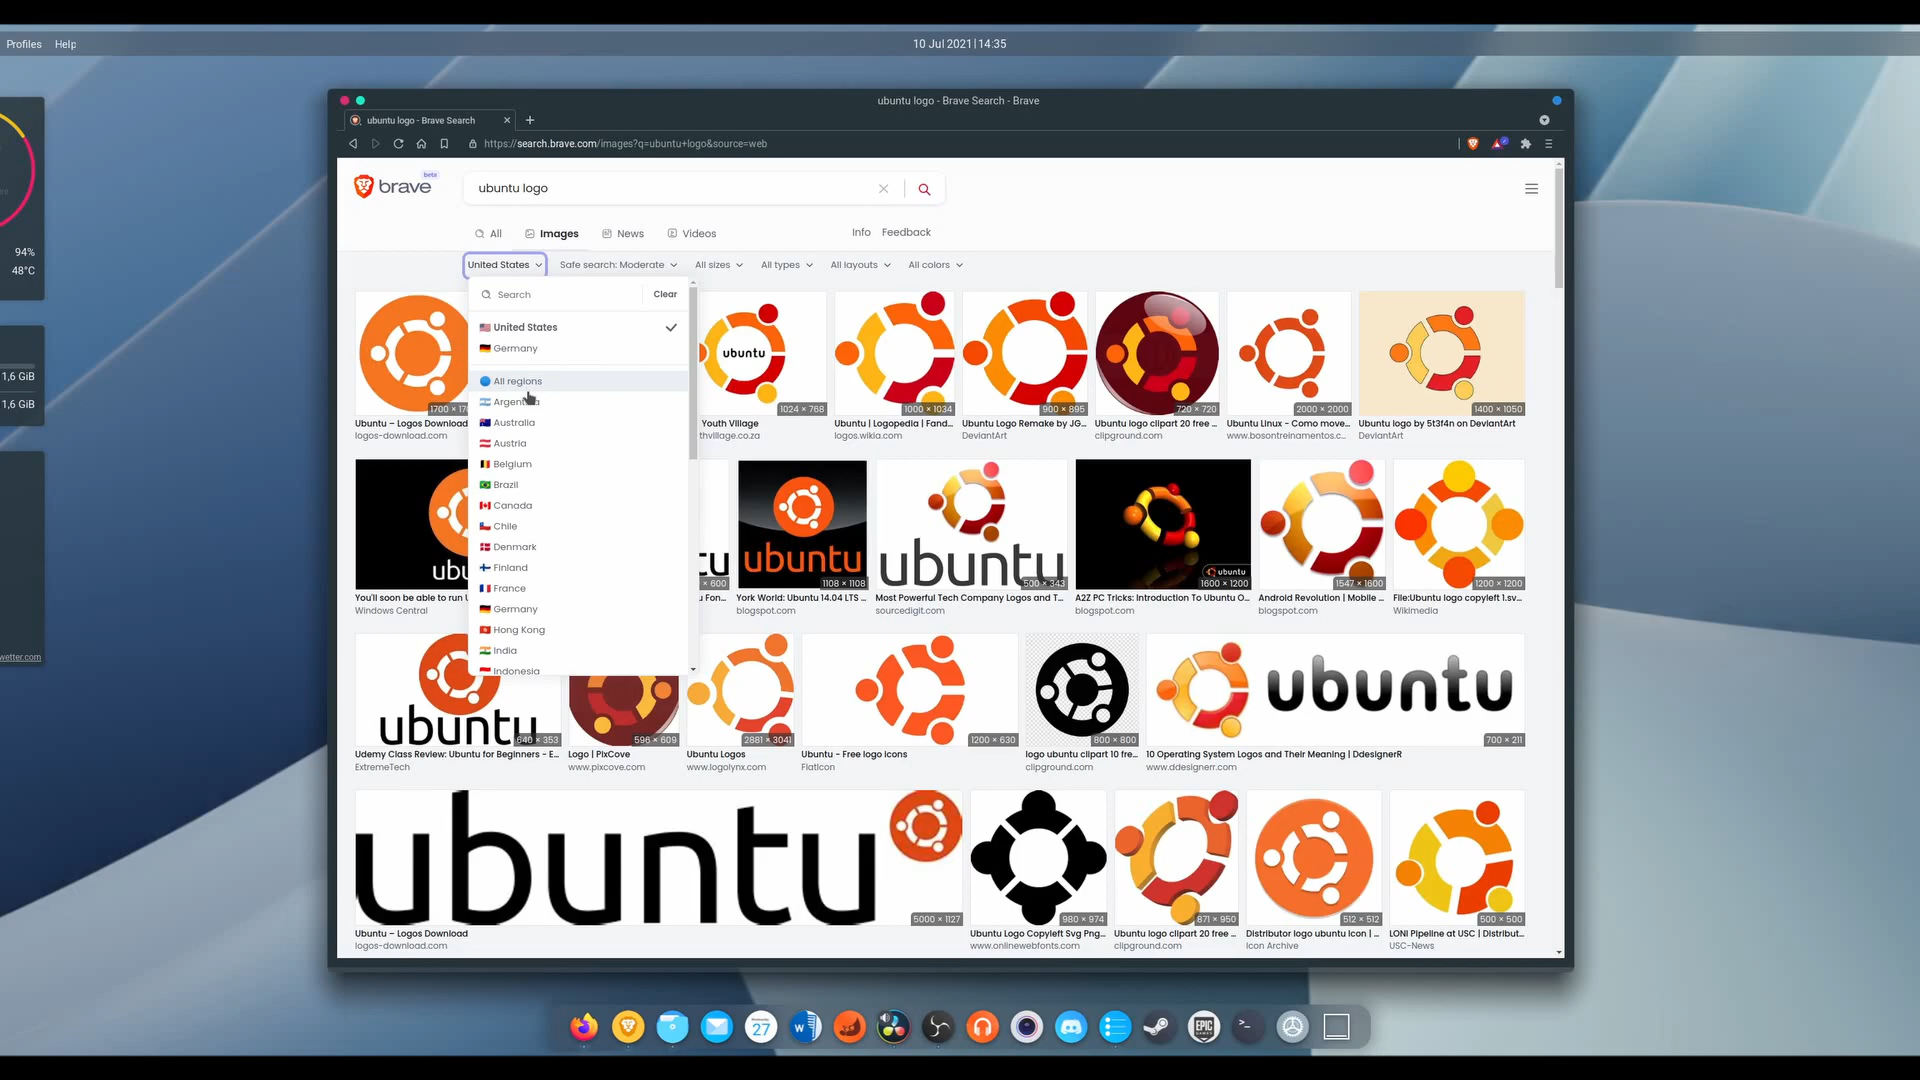 Profiles Help
10 Jul 2021 | 14:35
94%
48°C
1,6 GiB
1,6 GiB
wetter.com
ubuntu logo - Brave Search - Brave
ubuntu logo - Brave Search
https://search.brave.com/images?q=ubuntu+logo&source=web
brave beta
ubuntu logo
All Images News Videos Info Feedback
United States Safe search: Moderate All sizes All types All layouts All colors
Search Clear
United States
Germany
All regions
Argentina
Australia
Austria
Belgium
Brazil
Canada
Chile
Denmark
Finland
France
Germany
Hong Kong
India
Indonesia
ubuntu
1024 × 768 1000 × 1034 900 × 895 720 × 720 2000 × 2000 1400 × 1050
Ubuntu – Logos Download Youth Village Ubuntu | Logopedia | Fand... Ubuntu Logo Remake by JG... Ubuntu logo clipart 20 free ... Ubuntu Linux - Como move... Ubuntu logo by 5t3f4n on DeviantArt
logos-download.com thvillage.co.za logos.wikia.com DeviantArt clipground.com www.bosontreinamentos.c... DeviantArt
ubuntu ubuntu ubuntu
× 600 1108 × 1108 500 × 343 1600 × 1200 1547 × 1600 1200 × 1200
You'll soon be able to run U u Fon... York World: Ubuntu 14.04 LTS ... Most Powerful Tech Company Logos and T... A2Z PC Tricks: Introduction To Ubuntu O... Android Revolution | Mobile ... File:Ubuntu logo copyleft 1.sv...
Windows Central blogspot.com sourcedigit.com blogspot.com blogspot.com Wikimedia
ubuntu ubuntu
640 × 353 596 × 609 2881 × 3041 1200 × 630 800 × 800 700 × 211
Udemy Class Review: Ubuntu for Beginners - E... Logo | PixCove Ubuntu Logos Ubuntu - Free logo icons logo ubuntu clipart 10 fre... 10 Operating System Logos and Their Meaning | DdesignerR
ExtremeTech www.pixcove.com www.logolynx.com FlatIcon clipground.com www.ddesignerr.com
ubuntu
5000 × 1127 980 × 974 871 × 950 512 × 512 500 × 500
Ubuntu – Logos Download Ubuntu Logo Copyleft Svg Png... Ubuntu logo clipart 20 free ... Distributor logo ubuntu Icon | ... LONI Pipeline at USC | Distribut...
logos-download.com www.onlinewebfonts.com clipground.com Icon Archive USC-News
27
W
EPIC GAMES